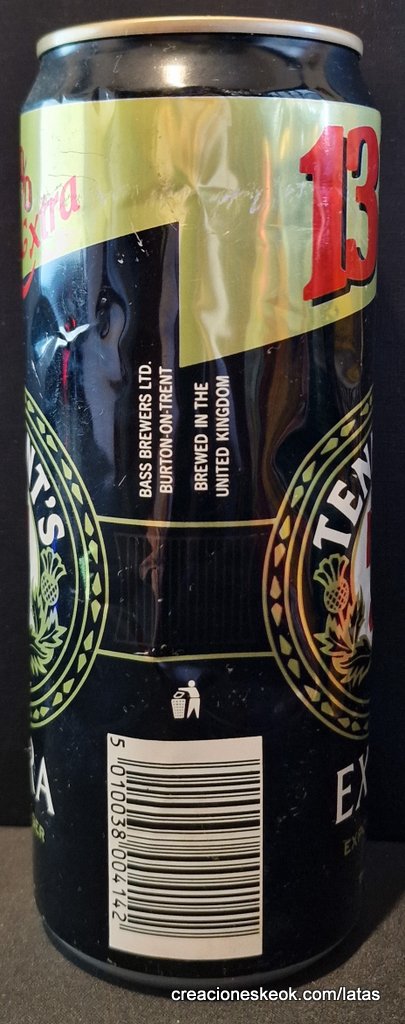 Extra
13
BASS BREWERS LTD.
BURTON-ON-TRENT
BREWED IN THE
UNITED KINGDOM
NT'S
TEN
RA
EX
5 010038 004142
creacioneskeok.com/latas